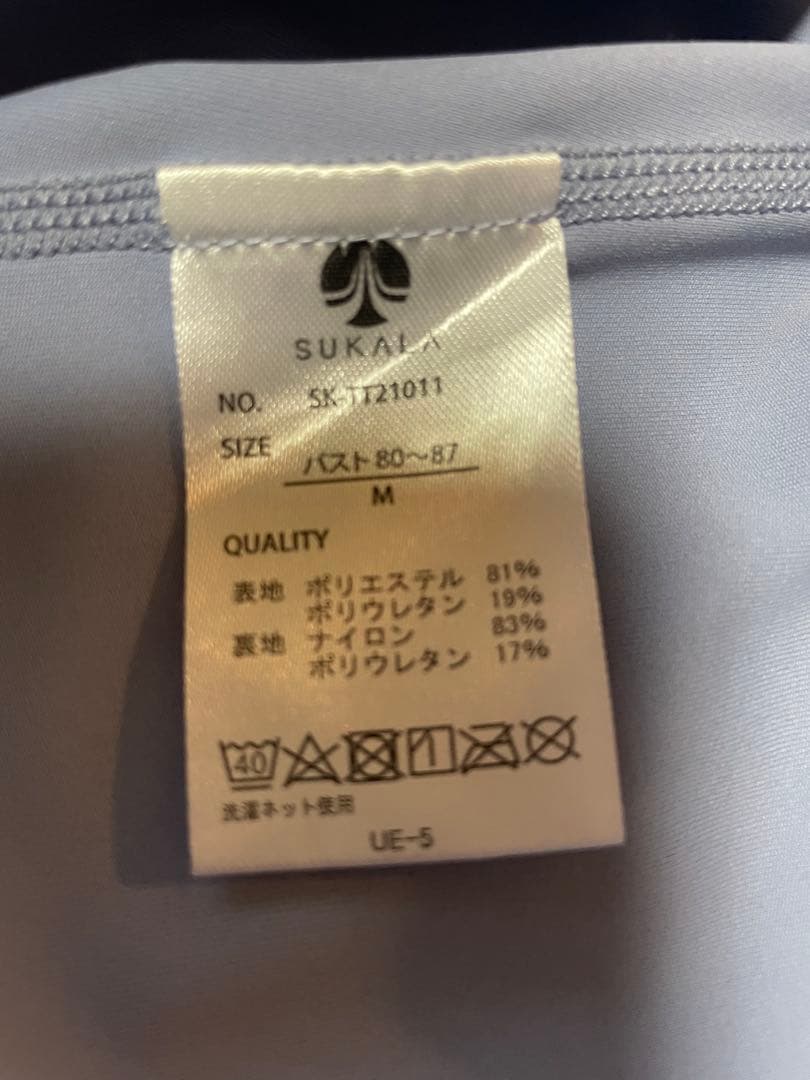 SUKALA
NO. SK-TT21011
SIZE バスト80〜87
M
QUALITY
表地 ポリエステル 81%
ポリウレタン 19%
裏地 ナイロン 83%
ポリウレタン 17%
40
洗濯ネット使用
UE-5